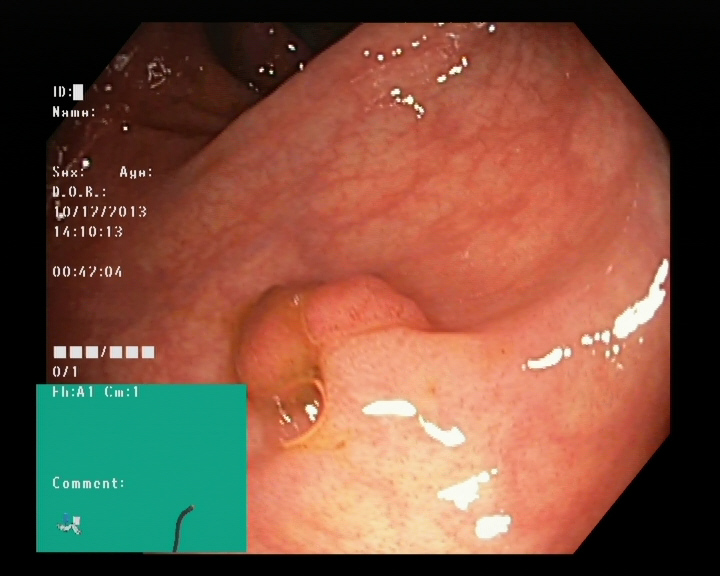 ID:
Name:
Sex: Age:
D.O.B.:
10/12/2013
14:10:13
00:42:04
■■■/■■■
0/1
Eh:A1 Cm:1
Comment: